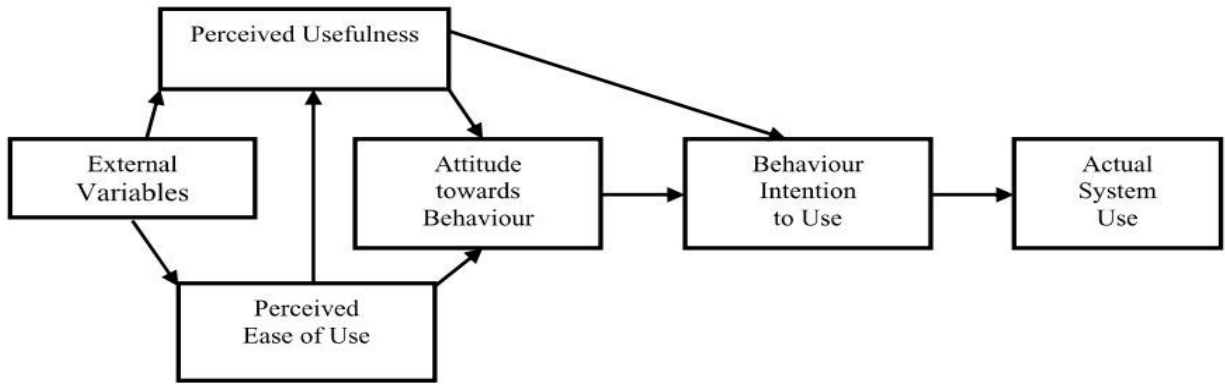 Perceived Usefulness
External
Variables
Attitude
towards
Behaviour
Behaviour
Intention
to Use
Actual
System
Use
Perceived
Ease of Use